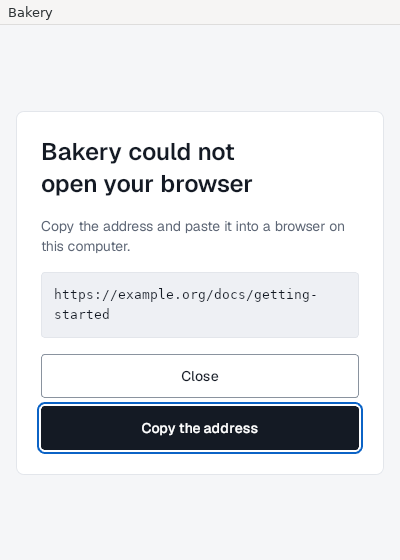 Bakery
Bakery could not
open your browser
Copy the address and paste it into a browser on
this computer.
https://example.org/docs/getting-
started
Close
Copy the address